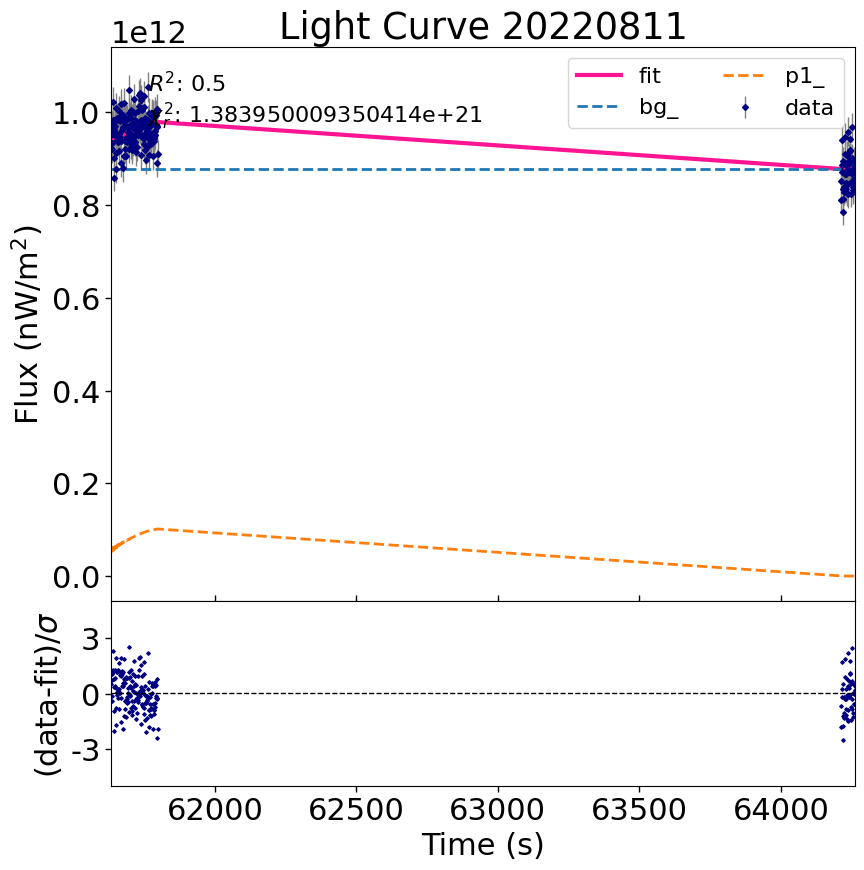 Light Curve 20220811
1e12
R²: 0.5
χ²ᵣ: 1.383950009350414e+21
fit
bg_
p1_
data
Flux (nW/m²)
1.0
0.8
0.6
0.4
0.2
0.0
(data-fit)/σ
3
0
-3
62000 62500 63000 63500 64000
Time (s)